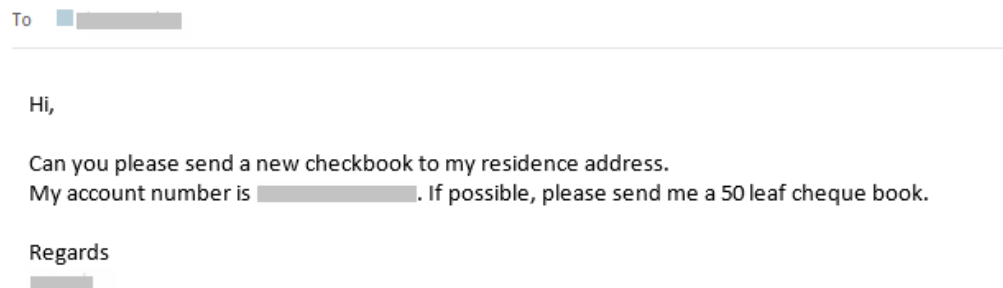 To
Hi,
Can you please send a new checkbook to my residence address.
My account number is . If possible, please send me a 50 leaf cheque book.
Regards